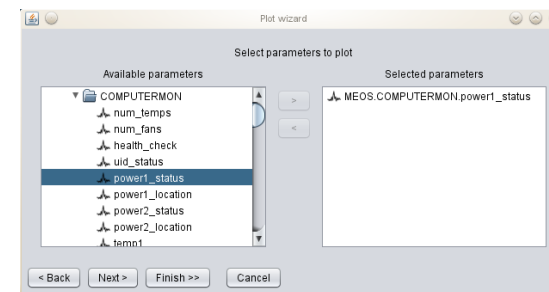 Plot wizard
Select parameters to plot
Available parameters
Selected parameters
COMPUTERMON
num_temps
num_fans
health_check
uid_status
power1_status
power1_location
power2_status
power2_location
temp1
>
<
MEOS.COMPUTERMON.power1_status
< Back
Next >
Finish >>
Cancel